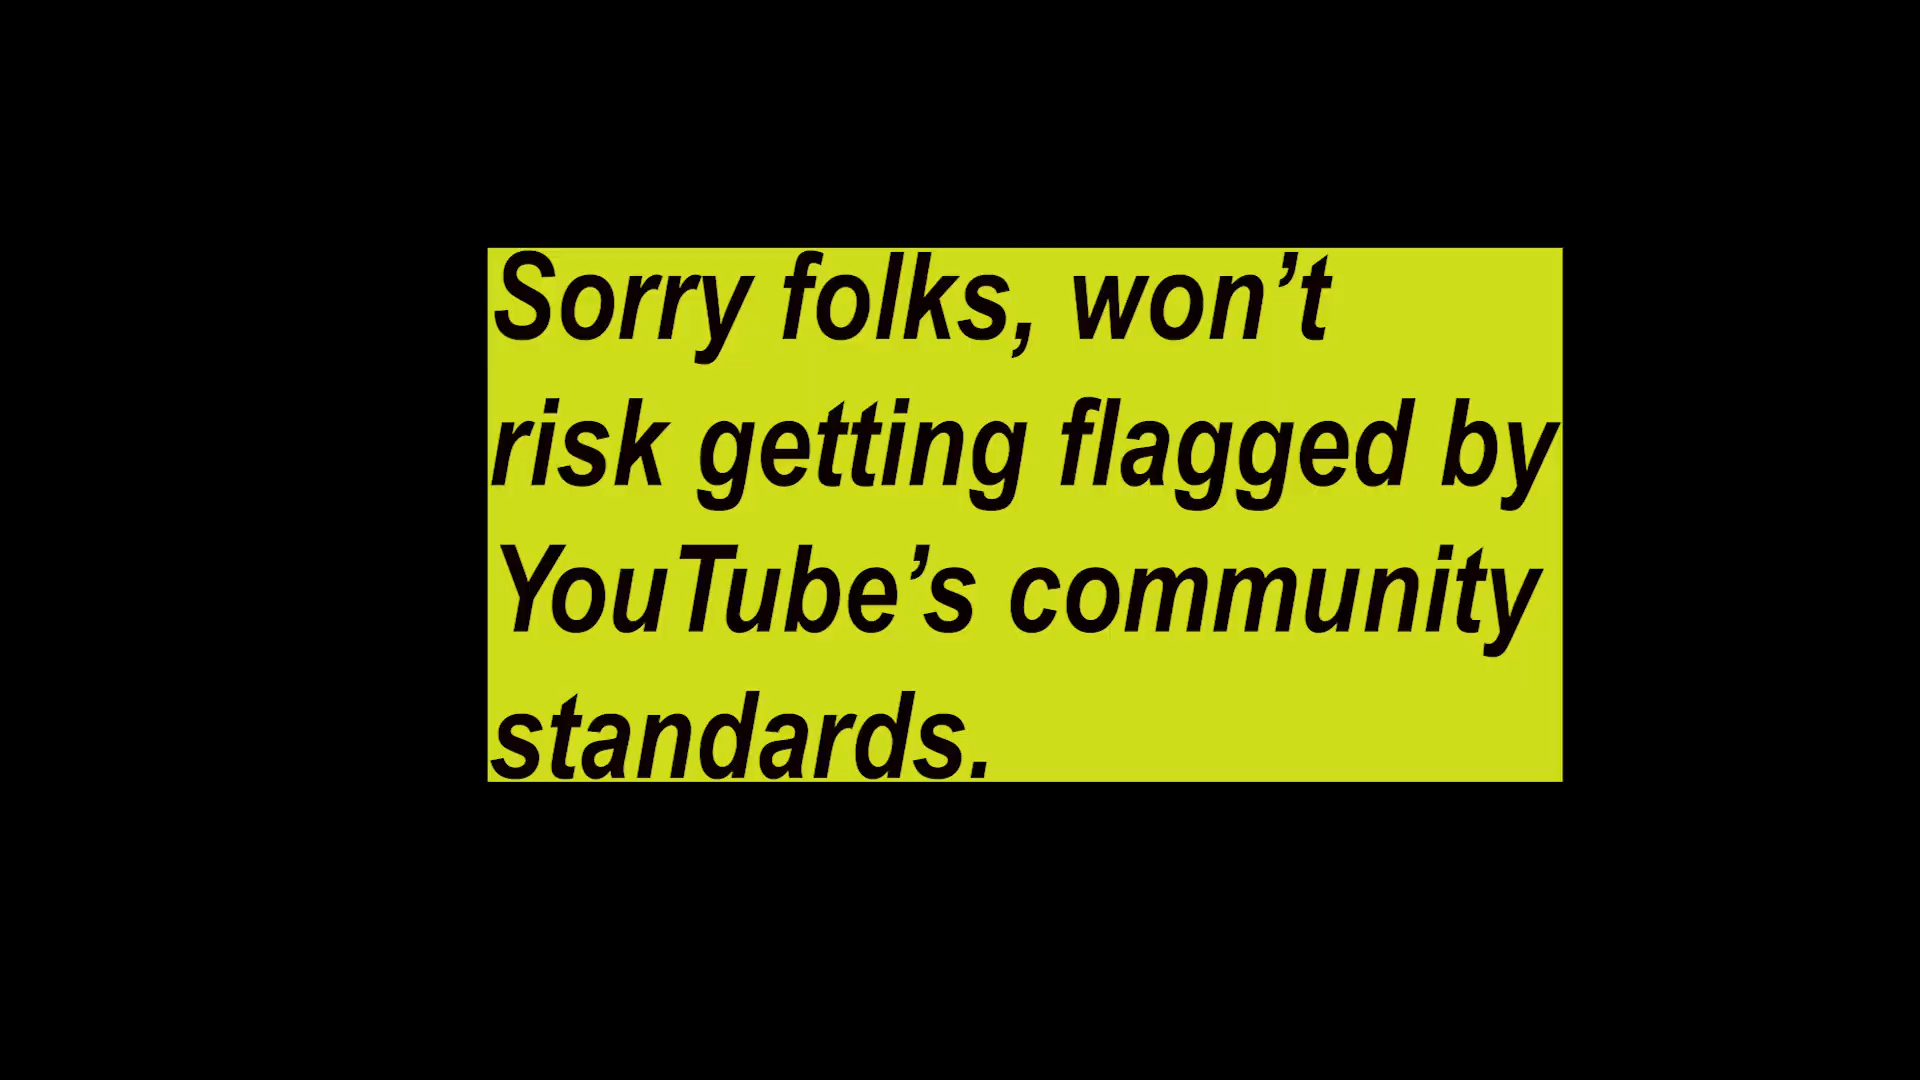 Sorry folks, won’t
risk getting flagged by
YouTube’s community
standards.